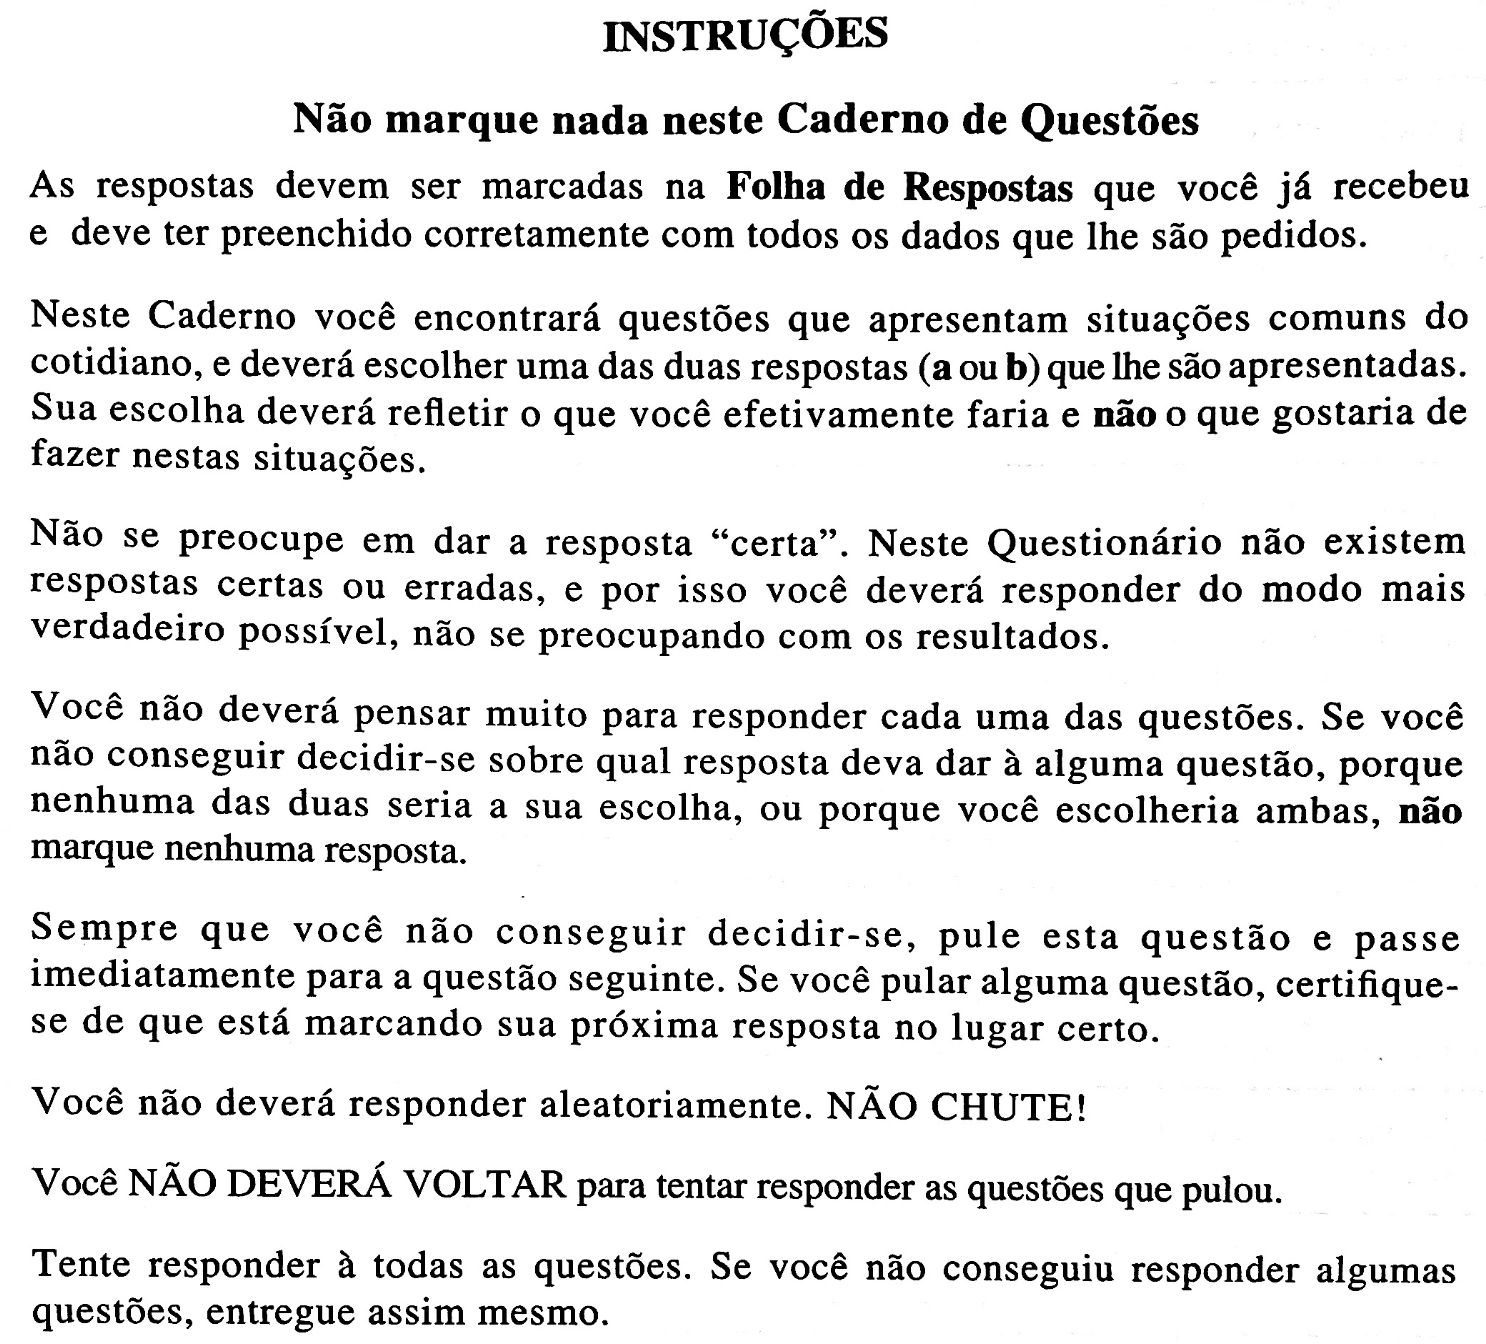 INSTRUÇÕES
Não marque nada neste Caderno de Questões
As respostas devem ser marcadas na Folha de Respostas que você já recebeu
e deve ter preenchido corretamente com todos os dados que lhe são pedidos.
Neste Caderno você encontrará questões que apresentam situações comuns do
cotidiano, e deverá escolher uma das duas respostas (a ou b) que lhe são apresentadas.
Sua escolha deverá refletir o que você efetivamente faria e não o que gostaria de
fazer nestas situações.
Não se preocupe em dar a resposta “certa”. Neste Questionário não existem
respostas certas ou erradas, e por isso você deverá responder do modo mais
verdadeiro possível, não se preocupando com os resultados.
Você não deverá pensar muito para responder cada uma das questões. Se você
não conseguir decidir-se sobre qual resposta deva dar à alguma questão, porque
nenhuma das duas seria a sua escolha, ou porque você escolheria ambas, não
marque nenhuma resposta.
Sempre que você não conseguir decidir-se, pule esta questão e passe
imediatamente para a questão seguinte. Se você pular alguma questão, certifique-
se de que está marcando sua próxima resposta no lugar certo.
Você não deverá responder aleatoriamente. NÃO CHUTE!
Você NÃO DEVERÁ VOLTAR para tentar responder as questões que pulou.
Tente responder à todas as questões. Se você não conseguiu responder algumas
questões, entregue assim mesmo.